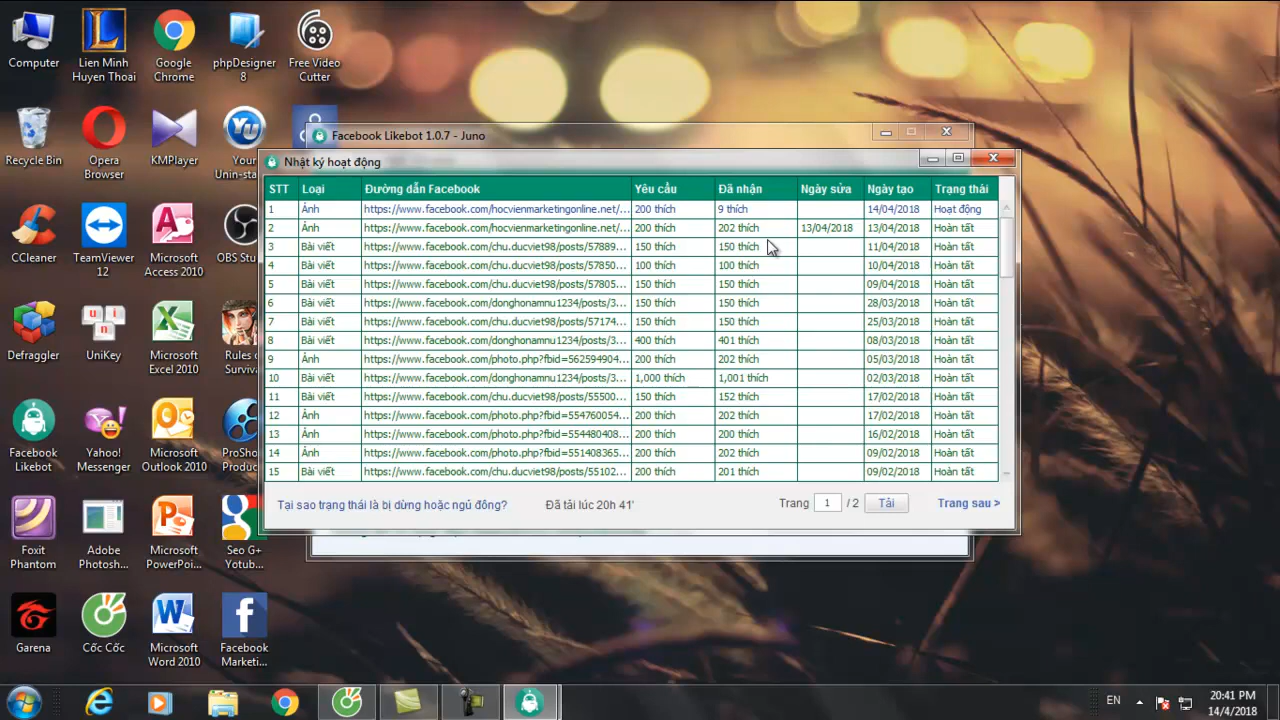 Computer
Lien Minh
Huyen Thoai
Google
Chrome
phpDesigner
8
Free Video
Cutter
Recycle Bin
Opera
Browser
KMPlayer
Your
Unin-sta
CCleaner
TeamViewer
12
Microsoft
Access 2010
OBS Stu
Defraggler
UniKey
Microsoft
Excel 2010
Rules
Surviva
Facebook
Likebot
Yahoo!
Messenger
Microsoft
Outlook 2010
ProSho
Produc
Foxit
Phantom
Adobe
Photosh...
Microsoft
PowerPoi...
Seo G+
Yotub...
Garena
Cốc Cốc
Microsoft
Word 2010
Facebook
Marketi...
Facebook Likebot 1.0.7 - Juno
Nhật ký hoạt động
STT Loại Đường dẫn Facebook Yêu cầu Đã nhận Ngày sửa Ngày tạo Trạng thái
1 Ảnh https://www.facebook.com/hocvienmarketingonline.net/... 200 thích 9 thích 14/04/2018 Hoạt động
2 Ảnh https://www.facebook.com/hocvienmarketingonline.net/... 200 thích 202 thích 13/04/2018 13/04/2018 Hoàn tất
3 Bài viết https://www.facebook.com/chu.ducviet98/posts/57889... 150 thích 150 thích 11/04/2018 Hoàn tất
4 Bài viết https://www.facebook.com/chu.ducviet98/posts/57850... 100 thích 100 thích 10/04/2018 Hoàn tất
5 Bài viết https://www.facebook.com/chu.ducviet98/posts/57805... 150 thích 150 thích 09/04/2018 Hoàn tất
6 Bài viết https://www.facebook.com/donghonamnu1234/posts/3... 150 thích 150 thích 28/03/2018 Hoàn tất
7 Bài viết https://www.facebook.com/chu.ducviet98/posts/57174... 150 thích 150 thích 25/03/2018 Hoàn tất
8 Bài viết https://www.facebook.com/donghonamnu1234/posts/3... 400 thích 401 thích 08/03/2018 Hoàn tất
9 Ảnh https://www.facebook.com/photo.php?fbid=562594904... 200 thích 202 thích 05/03/2018 Hoàn tất
10 Bài viết https://www.facebook.com/donghonamnu1234/posts/3... 1,000 thích 1,001 thích 02/03/2018 Hoàn tất
11 Bài viết https://www.facebook.com/chu.ducviet98/posts/55500... 150 thích 152 thích 17/02/2018 Hoàn tất
12 Ảnh https://www.facebook.com/photo.php?fbid=554760054... 200 thích 202 thích 17/02/2018 Hoàn tất
13 Ảnh https://www.facebook.com/photo.php?fbid=554480408... 200 thích 200 thích 16/02/2018 Hoàn tất
14 Ảnh https://www.facebook.com/photo.php?fbid=551408365... 200 thích 202 thích 09/02/2018 Hoàn tất
15 Bài viết https://www.facebook.com/chu.ducviet98/posts/55102... 200 thích 201 thích 09/02/2018 Hoàn tất
Tại sao trạng thái là bị dừng hoặc ngủ đông? Đã tải lúc 20h 41' Trang 1 / 2 Tải Trang sau >
EN
20:41 PM
14/4/2018